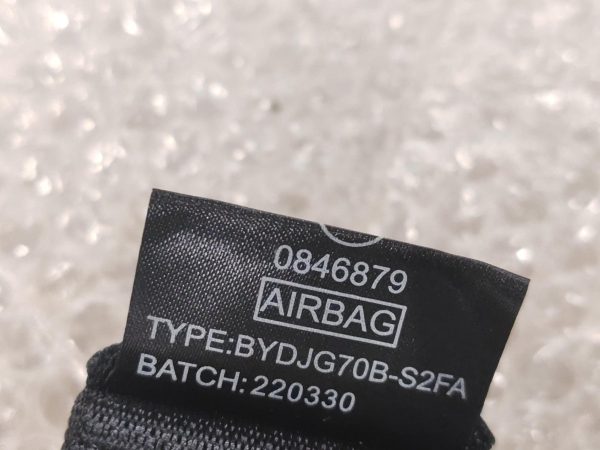 0846879
AIRBAG
TYPE:BYDJG70B-S2FA
BATCH: 220330